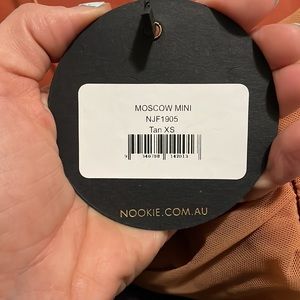 MOSCOW MINI
NJF1905
Tan XS
NOOKIE.COM.AU